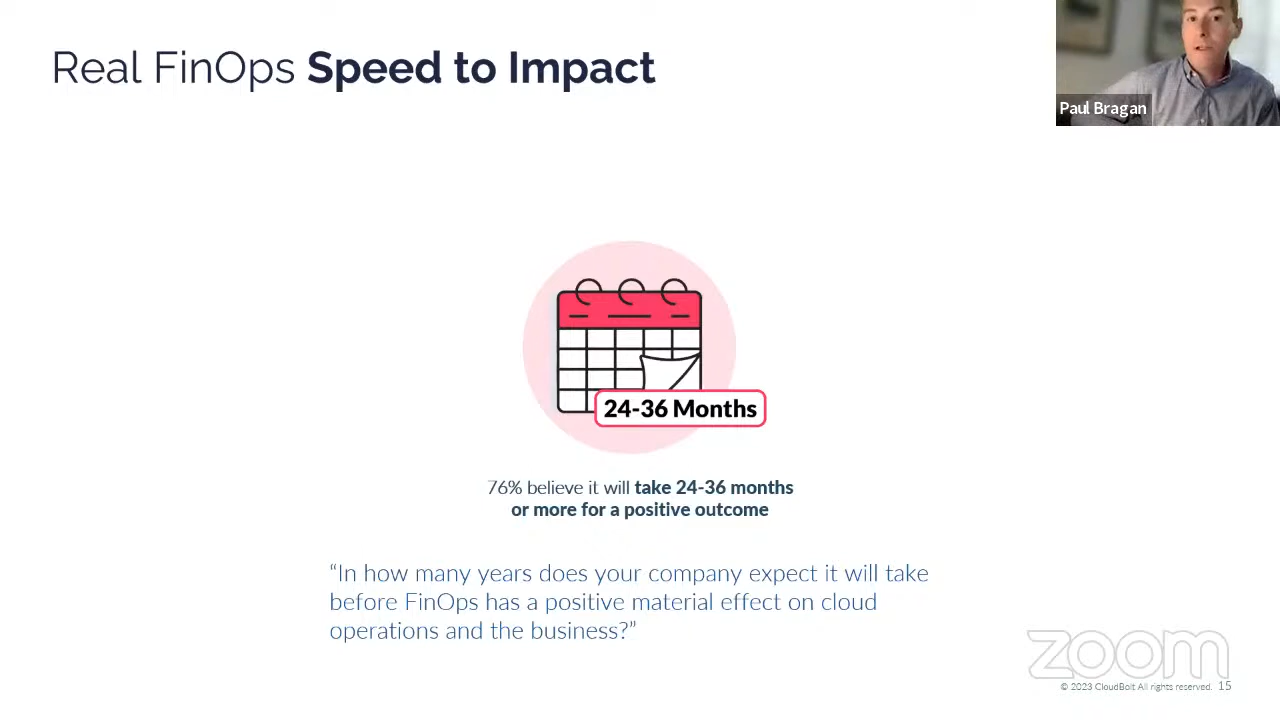 Real FinOps Speed to Impact
Paul Bragan
24-36 Months
76% believe it will take 24-36 months
or more for a positive outcome
“In how many years does your company expect it will take
before FinOps has a positive material effect on cloud
operations and the business?”
zoom
© 2023 CloudBolt All rights reserved. 15